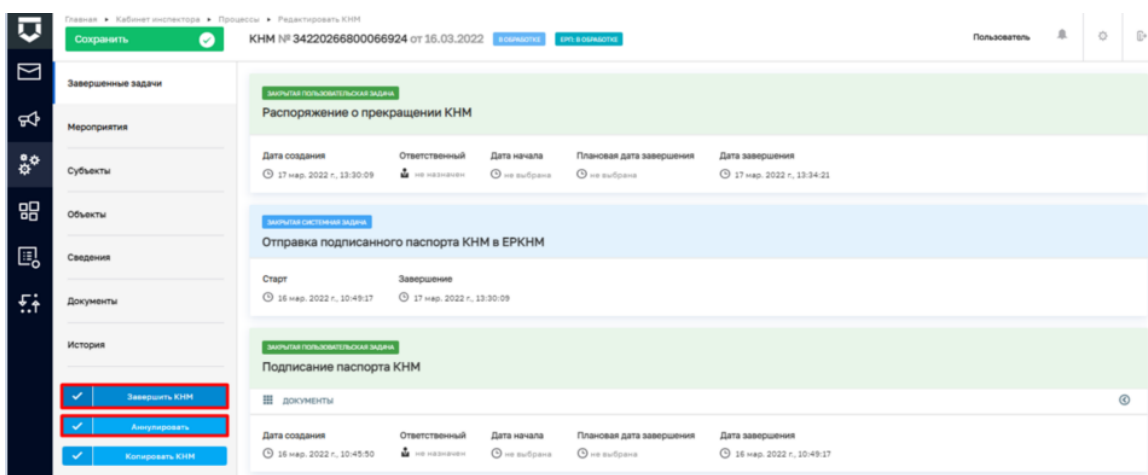 Главная ▸ Кабинет инспектора ▸ Процессы ▸ Редактировать КНМ
Сохранить
КНМ № 34220266800066924 от 16.03.2022 В ОБРАБОТКЕ ЕРП: В ОБРАБОТКЕ
Пользователь
Завершенные задачи
Мероприятия
Субъекты
Объекты
Сведения
Документы
История
Завершить КНМ
Аннулировать
Копировать КНМ
ЗАКРЫТАЯ ПОЛЬЗОВАТЕЛЬСКАЯ ЗАДАЧА
Распоряжение о прекращении КНМ
Дата создания Ответственный Дата начала Плановая дата завершения Дата завершения
17 мар. 2022 г., 13:30:09 не назначен не выбрана не выбрана 17 мар. 2022 г., 13:34:21
ЗАКРЫТАЯ СИСТЕМНАЯ ЗАДАЧА
Отправка подписанного паспорта КНМ в ЕРКНМ
Старт Завершение
16 мар. 2022 г., 10:49:17 17 мар. 2022 г., 13:30:09
ЗАКРЫТАЯ ПОЛЬЗОВАТЕЛЬСКАЯ ЗАДАЧА
Подписание паспорта КНМ
ДОКУМЕНТЫ
Дата создания Ответственный Дата начала Плановая дата завершения Дата завершения
16 мар. 2022 г., 10:45:50 не назначен не выбрана не выбрана 16 мар. 2022 г., 10:49:17